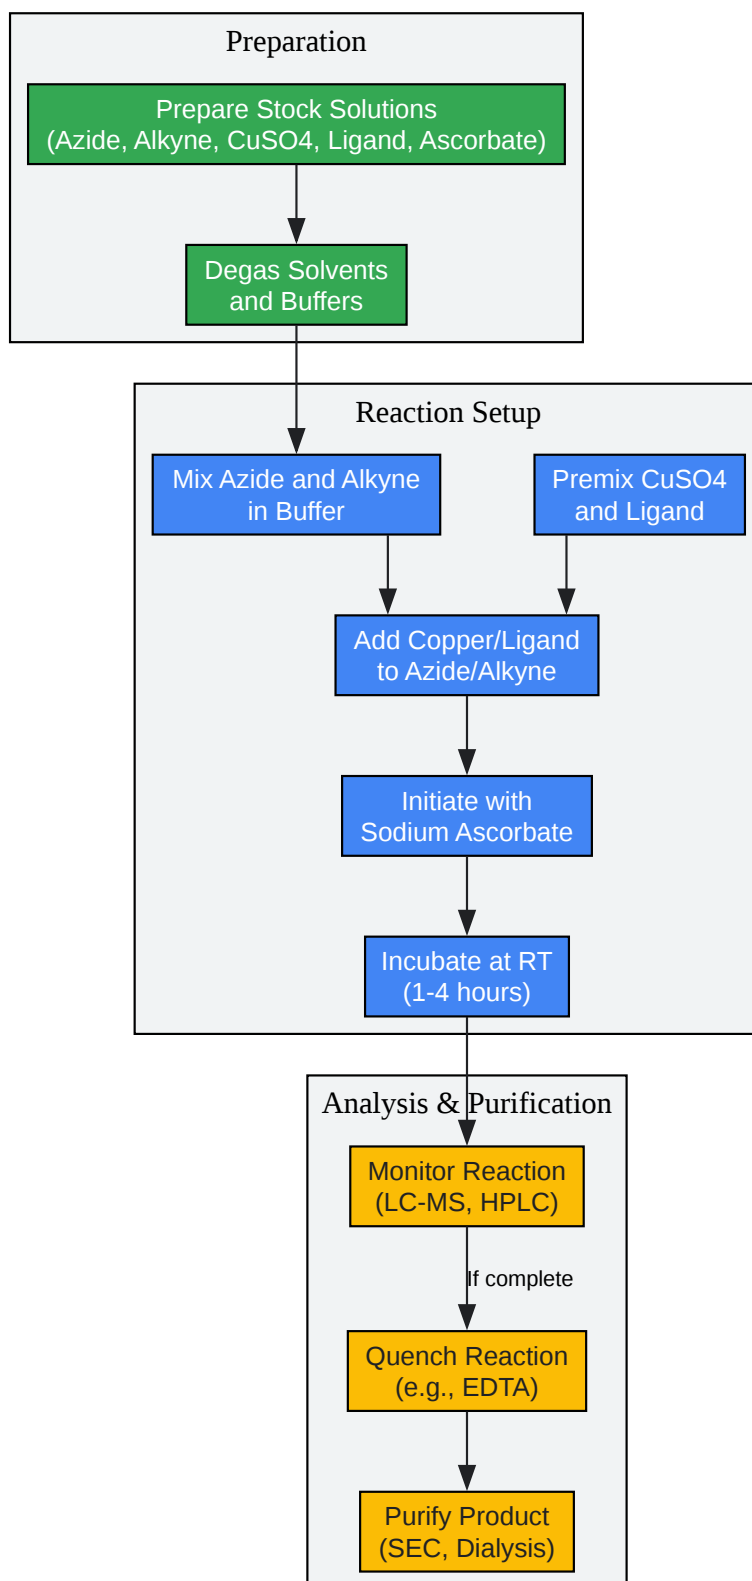 Preparation
Prepare Stock Solutions
(Azide, Alkyne, CuSO4, Ligand, Ascorbate)
Degas Solvents
and Buffers
Reaction Setup
Mix Azide and Alkyne
in Buffer
Premix CuSO4
and Ligand
Add Copper/Ligand
to Azide/Alkyne
Initiate with
Sodium Ascorbate
Incubate at RT
(1-4 hours)
Analysis & Purification
Monitor Reaction
(LC-MS, HPLC)
If complete
Quench Reaction
(e.g., EDTA)
Purify Product
(SEC, Dialysis)